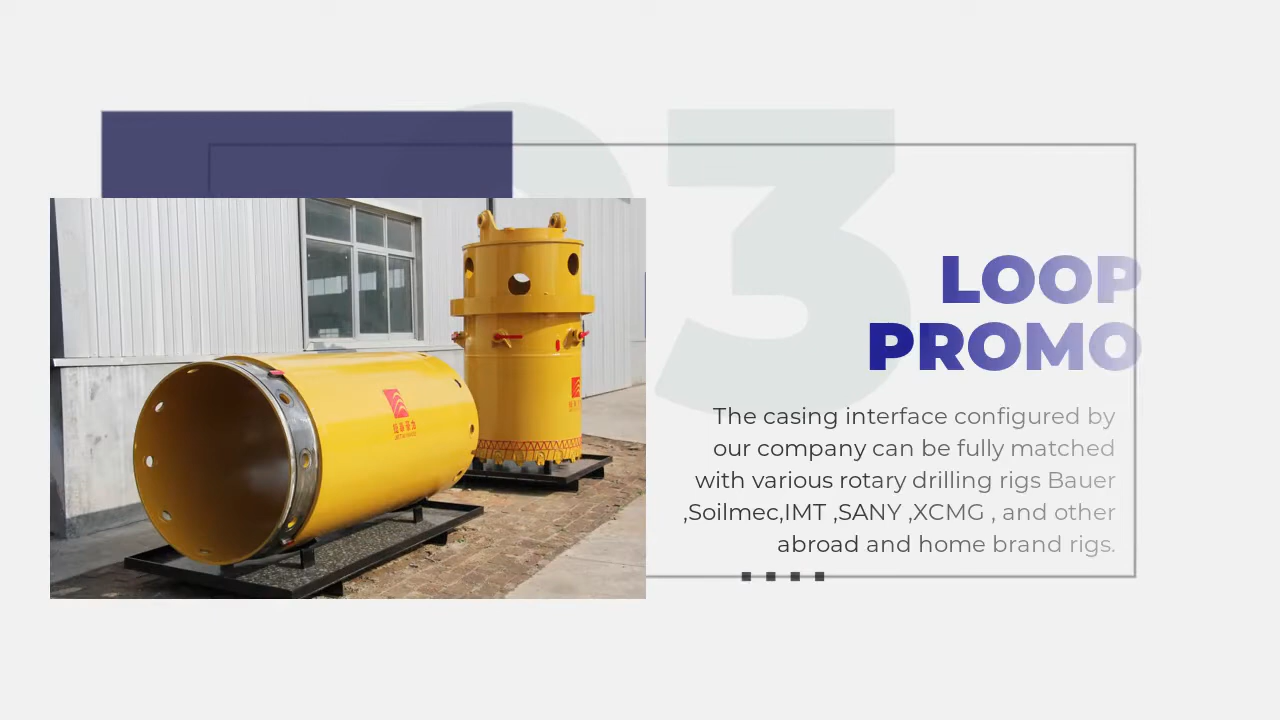 03
LOOP
PROMO
The casing interface configured by
our company can be fully matched
with various rotary drilling rigs Bauer
,Soilmec,IMT ,SANY ,XCMG , and other
abroad and home brand rigs.